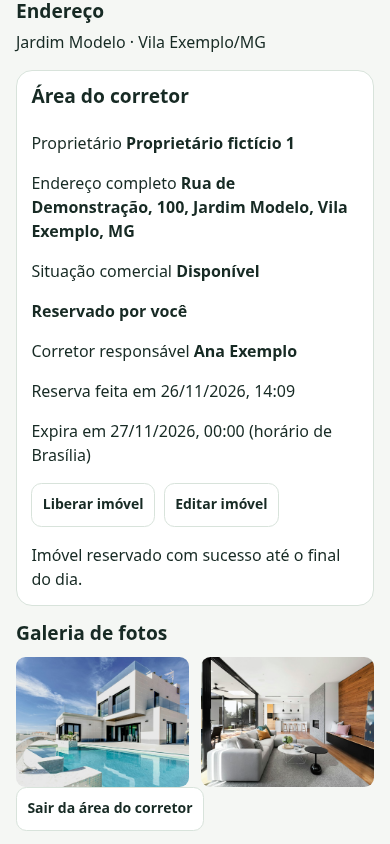 Endereço
Jardim Modelo · Vila Exemplo/MG
Área do corretor
Proprietário Proprietário fictício 1
Endereço completo Rua de
Demonstração, 100, Jardim Modelo, Vila
Exemplo, MG
Situação comercial Disponível
Reservado por você
Corretor responsável Ana Exemplo
Reserva feita em 26/11/2026, 14:09
Expira em 27/11/2026, 00:00 (horário de
Brasília)
Liberar imóvel
Editar imóvel
Imóvel reservado com sucesso até o final
do dia.
Galeria de fotos
Sair da área do corretor